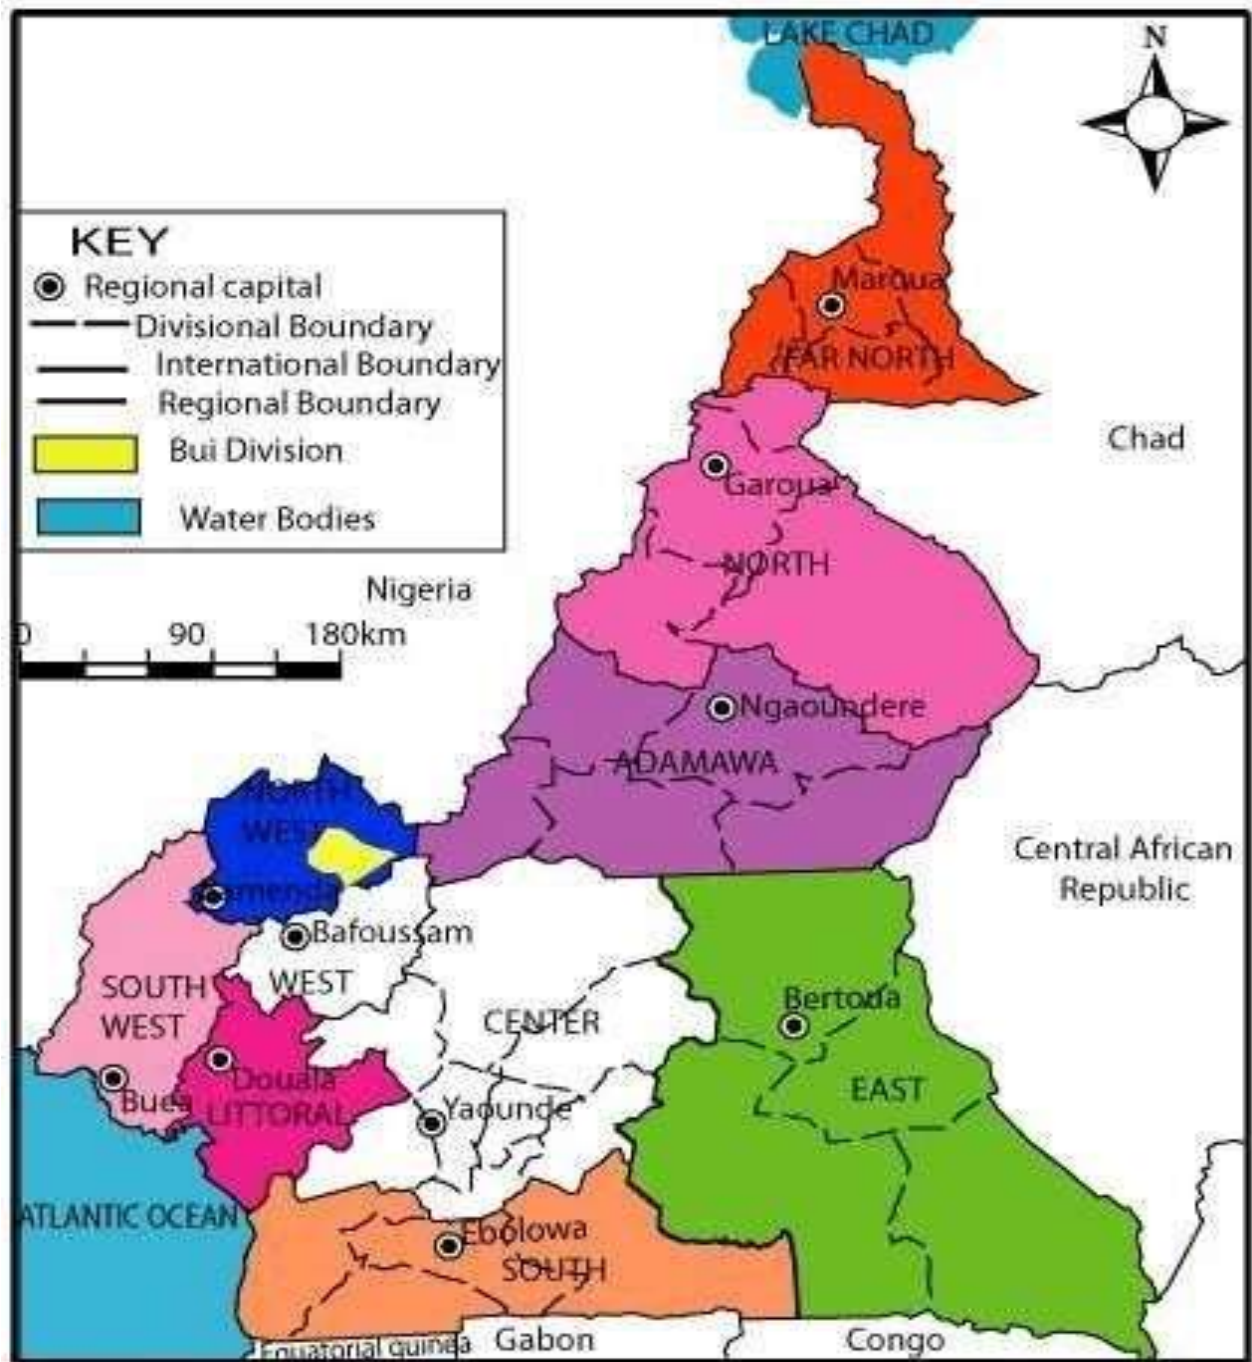 LAKE CHAD
N
KEY
Regional capital
Divisional Boundary
International Boundary
Regional Boundary
Bui Division
Water Bodies
Maroua
FAR NORTH
Chad
Garoua
NORTH
Nigeria
0 90 180km
Ngaoundere
ADAMAWA
NORTH
WEST
Central African
Republic
Bamenda
Bafoussam
WEST
SOUTH
WEST
CENTER
Bertoua
EAST
Douala
LITTORAL
Buea
Yaounde
ATLANTIC OCEAN
Ebolowa
SOUTH
Equatorial guinea
Gabon
Congo